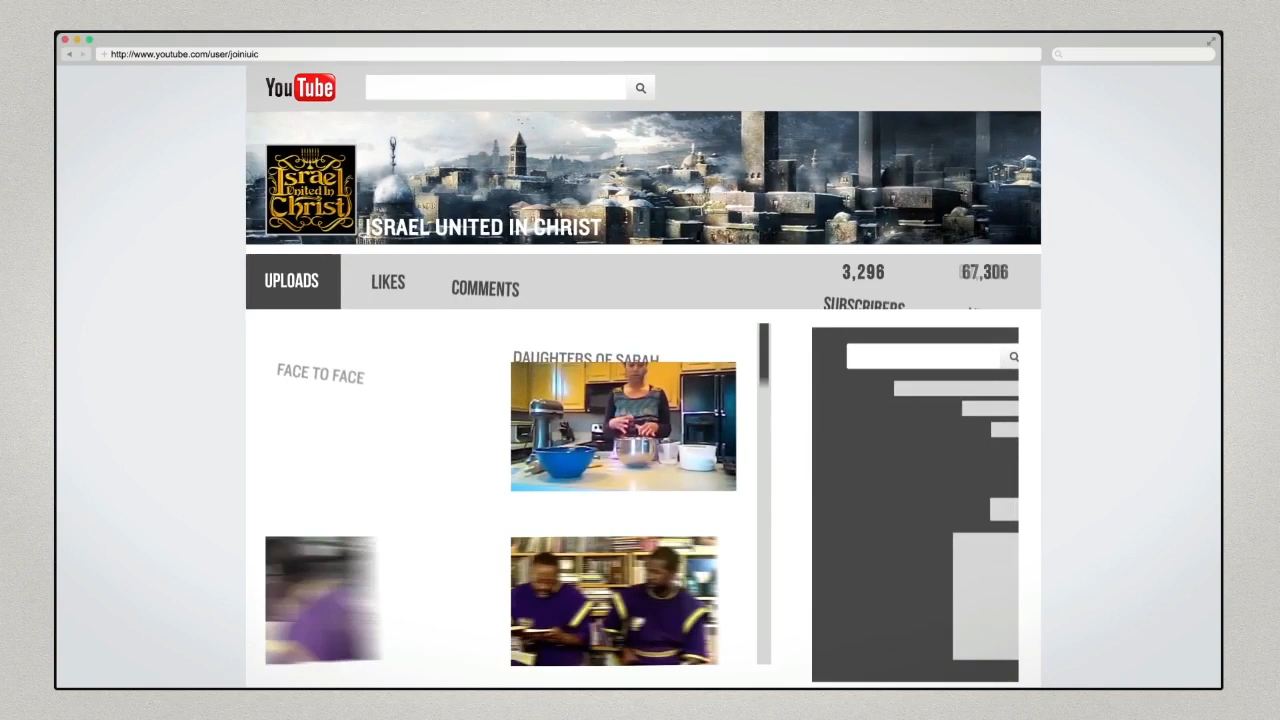 http://www.youtube.com/user/joiniuic
YouTube
Israel
United In
Christ
ISRAEL UNITED IN CHRIST
UPLOADS
LIKES
COMMENTS
3,296
67,306
SUBSCRIBERS
FACE TO FACE
DAUGHTERS OF SARAH